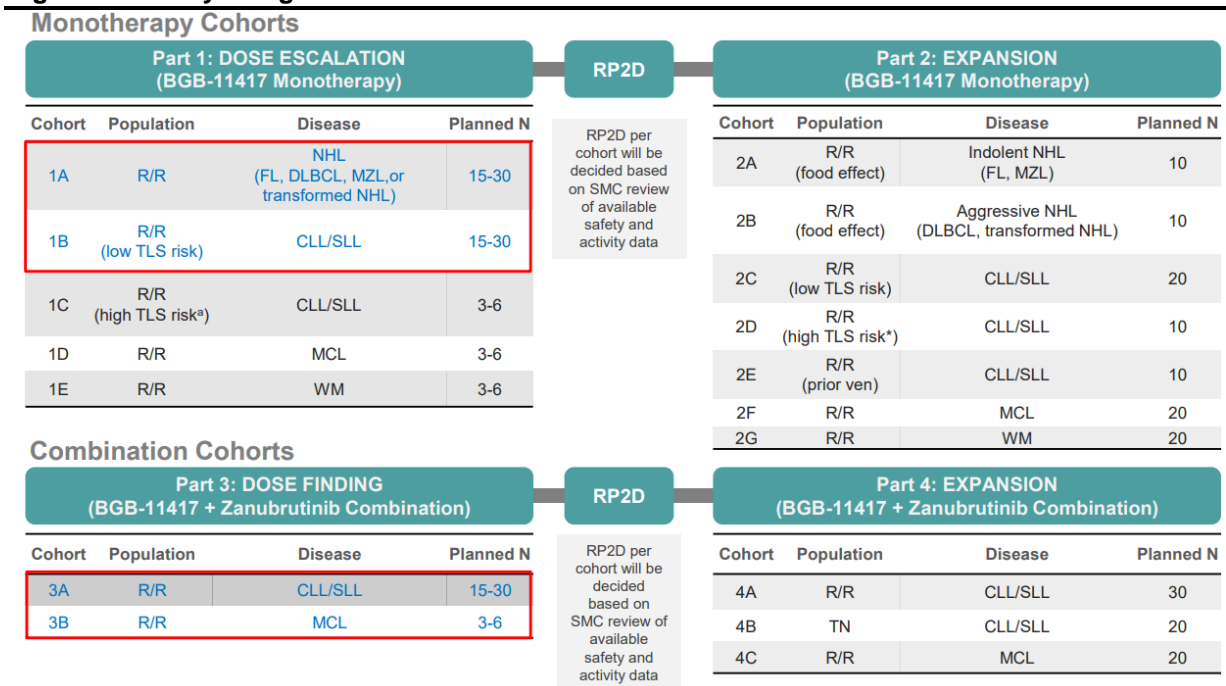 Monotherapy Cohorts
Part 1: DOSE ESCALATION
(BGB-11417 Monotherapy)
RP2D
Part 2: EXPANSION
(BGB-11417 Monotherapy)
Cohort Population Disease Planned N
1A R/R NHL
(FL, DLBCL, MZL,or
transformed NHL) 15-30
1B R/R
(low TLS risk) CLL/SLL 15-30
1C R/R
(high TLS riskᵃ) CLL/SLL 3-6
1D R/R MCL 3-6
1E R/R WM 3-6
RP2D per
cohort will be
decided based
on SMC review
of available
safety and
activity data
Cohort Population Disease Planned N
2A R/R
(food effect) Indolent NHL
(FL, MZL) 10
2B R/R
(food effect) Aggressive NHL
(DLBCL, transformed NHL) 10
2C R/R
(low TLS risk) CLL/SLL 20
2D R/R
(high TLS risk*) CLL/SLL 10
2E R/R
(prior ven) CLL/SLL 10
2F R/R MCL 20
2G R/R WM 20
Combination Cohorts
Part 3: DOSE FINDING
(BGB-11417 + Zanubrutinib Combination)
RP2D
Part 4: EXPANSION
(BGB-11417 + Zanubrutinib Combination)
Cohort Population Disease Planned N
3A R/R CLL/SLL 15-30
3B R/R MCL 3-6
RP2D per
cohort will be
decided
based on
SMC review of
available
safety and
activity data
Cohort Population Disease Planned N
4A R/R CLL/SLL 30
4B TN CLL/SLL 20
4C R/R MCL 20